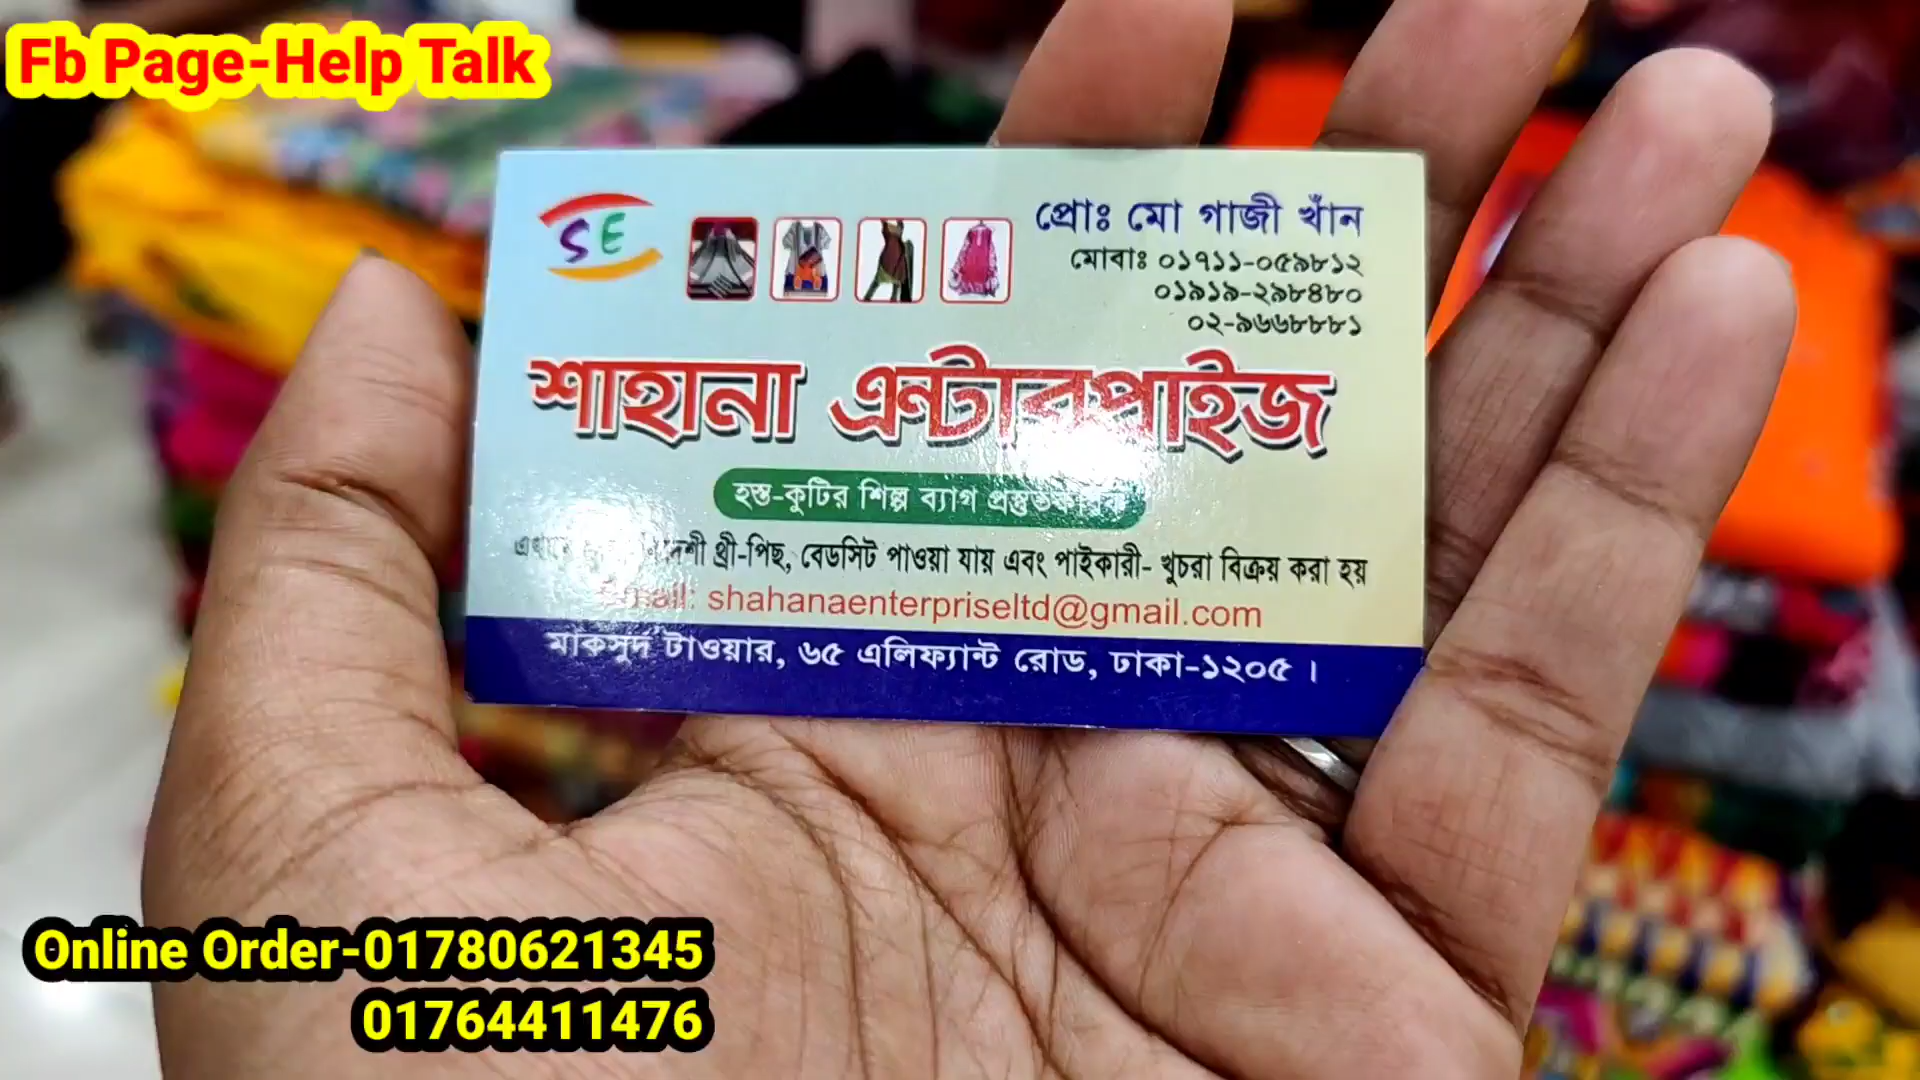 Fb Page-Help Talk
SE
প্রোঃ মো গাজী খাঁন
মোবাঃ ০১৭১১-০৫৯৮১২
০১৯১৯-২৯৮৪৮০
০২-৯৬৬৮৮৮১
শাহানা এন্টারপ্রাইজ
হস্ত-কুটির শিল্প ব্যাগ প্রস্তুতকারক
থ্রী-পিছ, বেডসিট পাওয়া যায় এবং পাইকারী- খুচরা বিক্রয় করা হয়
Email: shahanaenterpriseltd@gmail.com
মাকসুদ টাওয়ার, ৬৫ এলিফ্যান্ট রোড, ঢাকা-১২০৫ ।
Online Order-01780621345
01764411476